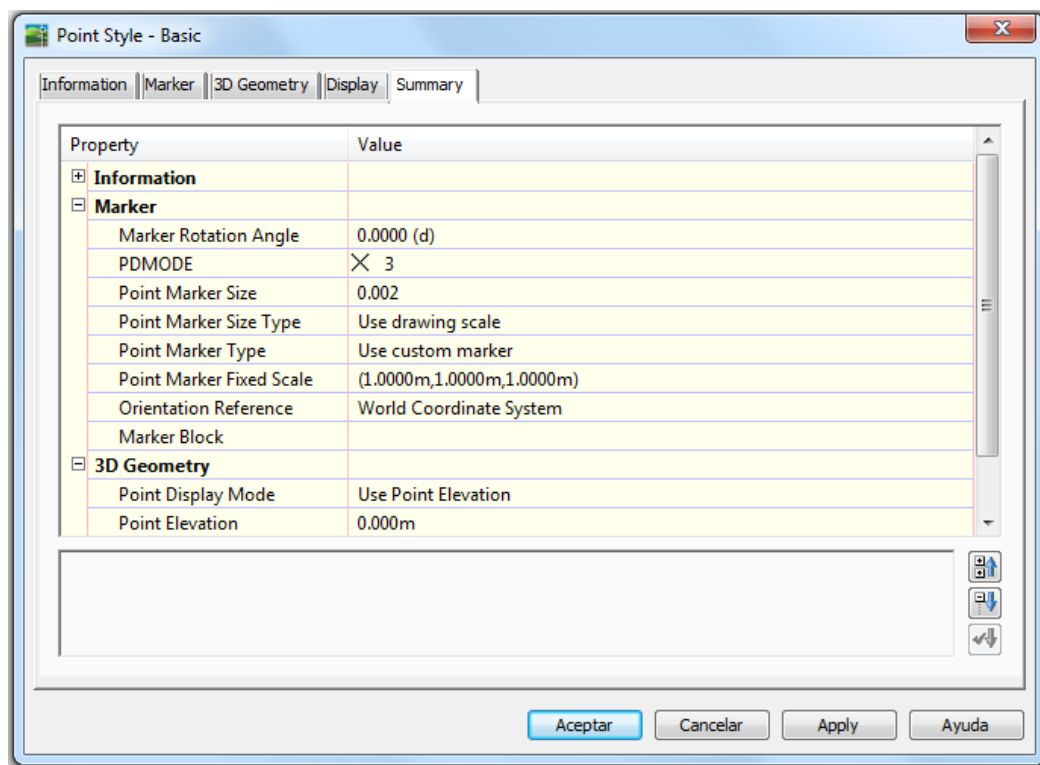 Point Style - Basic
Information Marker 3D Geometry Display Summary
Property Value
Information
Marker
Marker Rotation Angle 0.0000 (d)
PDMODE 3
Point Marker Size 0.002
Point Marker Size Type Use drawing scale
Point Marker Type Use custom marker
Point Marker Fixed Scale (1.0000m,1.0000m,1.0000m)
Orientation Reference World Coordinate System
Marker Block
3D Geometry
Point Display Mode Use Point Elevation
Point Elevation 0.000m
Aceptar Cancelar Apply Ayuda